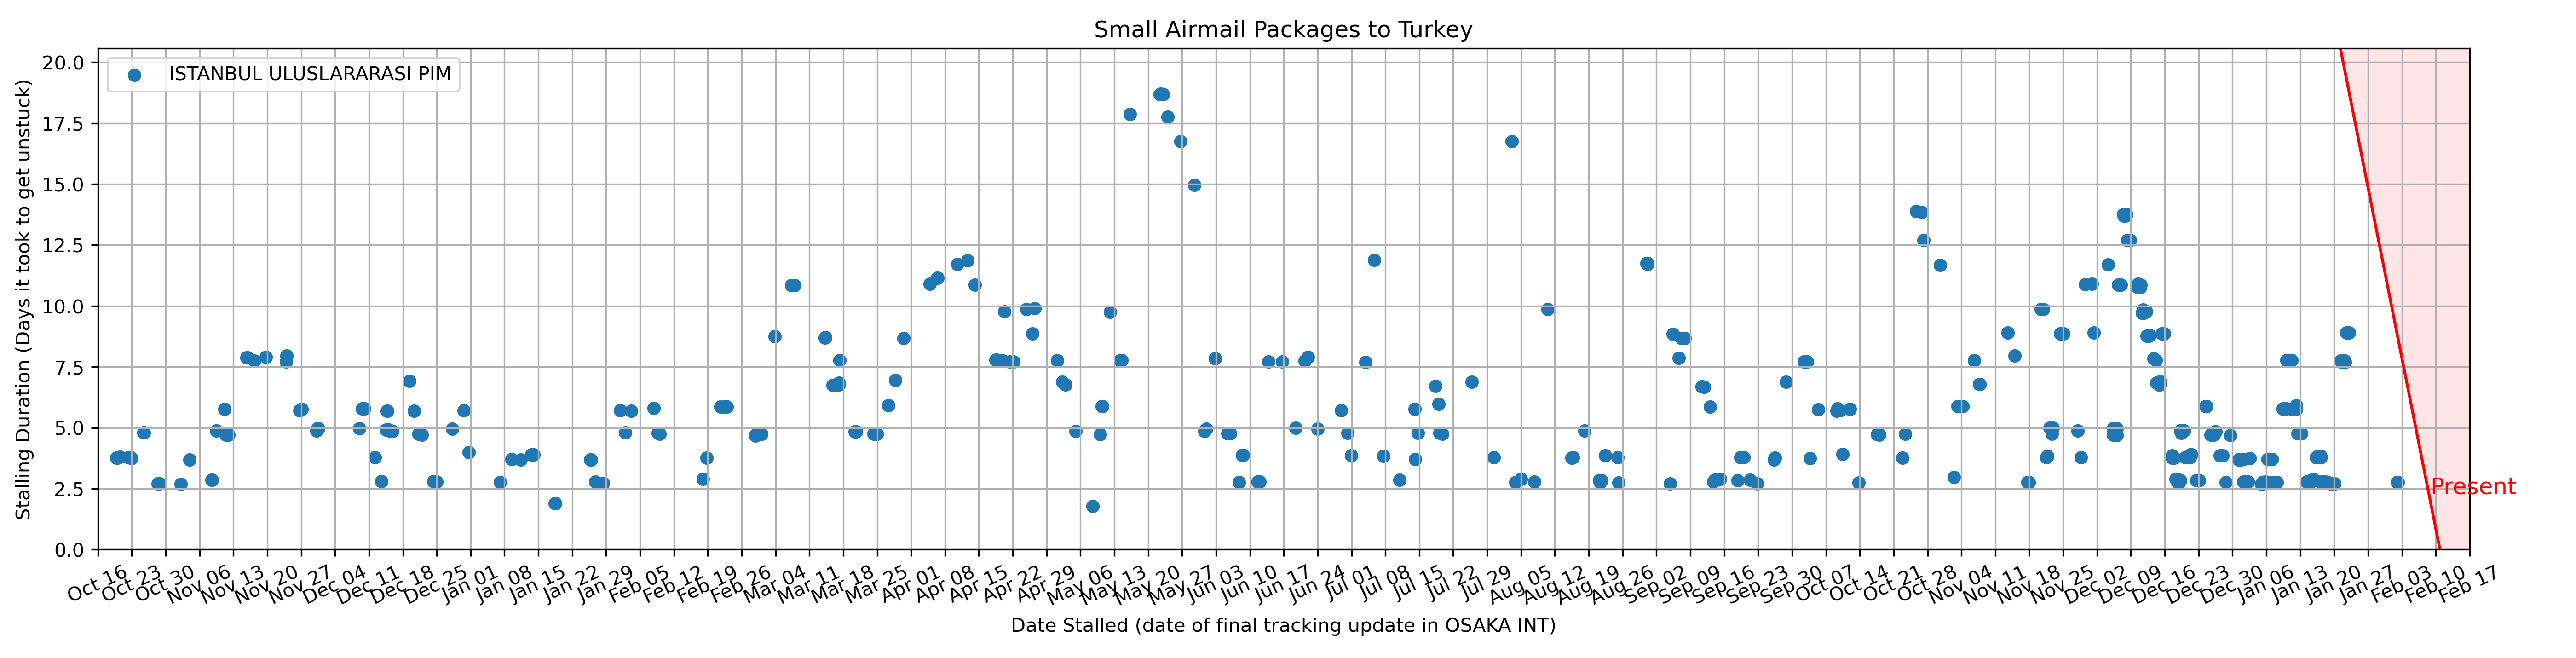 Small Airmail Packages to Turkey
ISTANBUL ULUSLARARASI PIM
Stalling Duration (Days it took to get unstuck)
20.0
17.5
15.0
12.5
10.0
7.5
5.0
2.5
0.0
Present
Oct 16
Oct 23
Oct 30
Nov 06
Nov 13
Nov 20
Nov 27
Dec 04
Dec 11
Dec 18
Dec 25
Jan 01
Jan 08
Jan 15
Jan 22
Jan 29
Feb 05
Feb 12
Feb 19
Feb 26
Mar 04
Mar 11
Mar 18
Mar 25
Apr 01
Apr 08
Apr 15
Apr 22
Apr 29
May 06
May 13
May 20
May 27
Jun 03
Jun 10
Jun 17
Jun 24
Jul 01
Jul 08
Jul 15
Jul 22
Jul 29
Aug 05
Aug 12
Aug 19
Aug 26
Sep 02
Sep 09
Sep 16
Sep 23
Sep 30
Oct 07
Oct 14
Oct 21
Oct 28
Nov 04
Nov 11
Nov 18
Nov 25
Dec 02
Dec 09
Dec 16
Dec 23
Dec 30
Jan 06
Jan 13
Jan 20
Jan 27
Feb 03
Feb 10
Feb 17
Date Stalled (date of final tracking update in OSAKA INT)